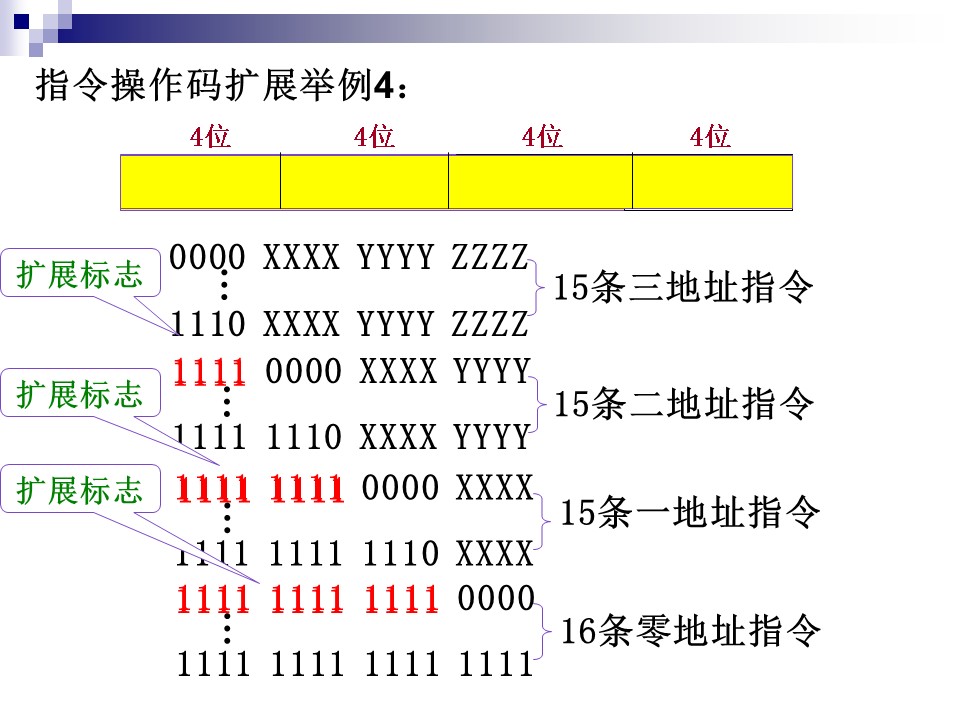 指令操作码扩展举例4：
4位 4位 4位 4位
0000 XXXX YYYY ZZZZ
扩展标志
⋮
15条三地址指令
1110 XXXX YYYY ZZZZ
1111 0000 XXXX YYYY
扩展标志
⋮
15条二地址指令
1111 1110 XXXX YYYY
1111 1111 0000 XXXX
扩展标志
⋮
15条一地址指令
1111 1111 1110 XXXX
1111 1111 1111 0000
⋮
16条零地址指令
1111 1111 1111 1111